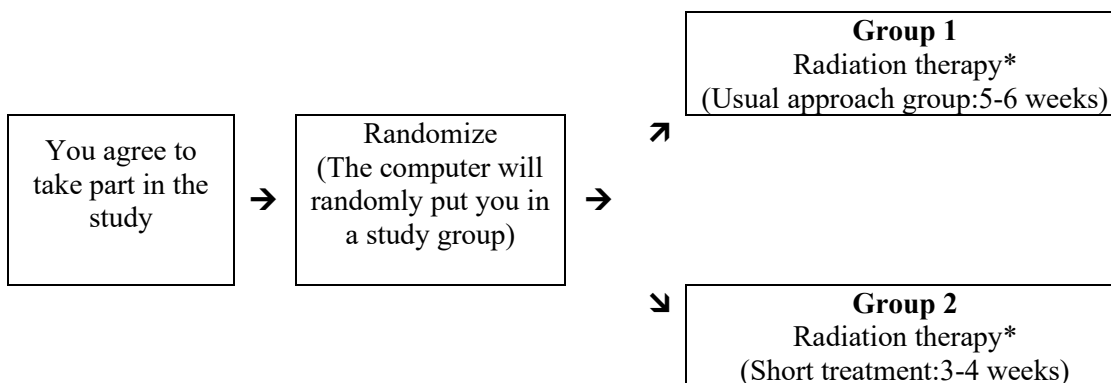 You agree to
take part in the
study
➔
Randomize
(The computer will
randomly put you in
a study group)
➔
➔
Group 1
Radiation therapy*
(Usual approach group:5-6 weeks)
➔
Group 2
Radiation therapy*
(Short treatment:3-4 weeks)